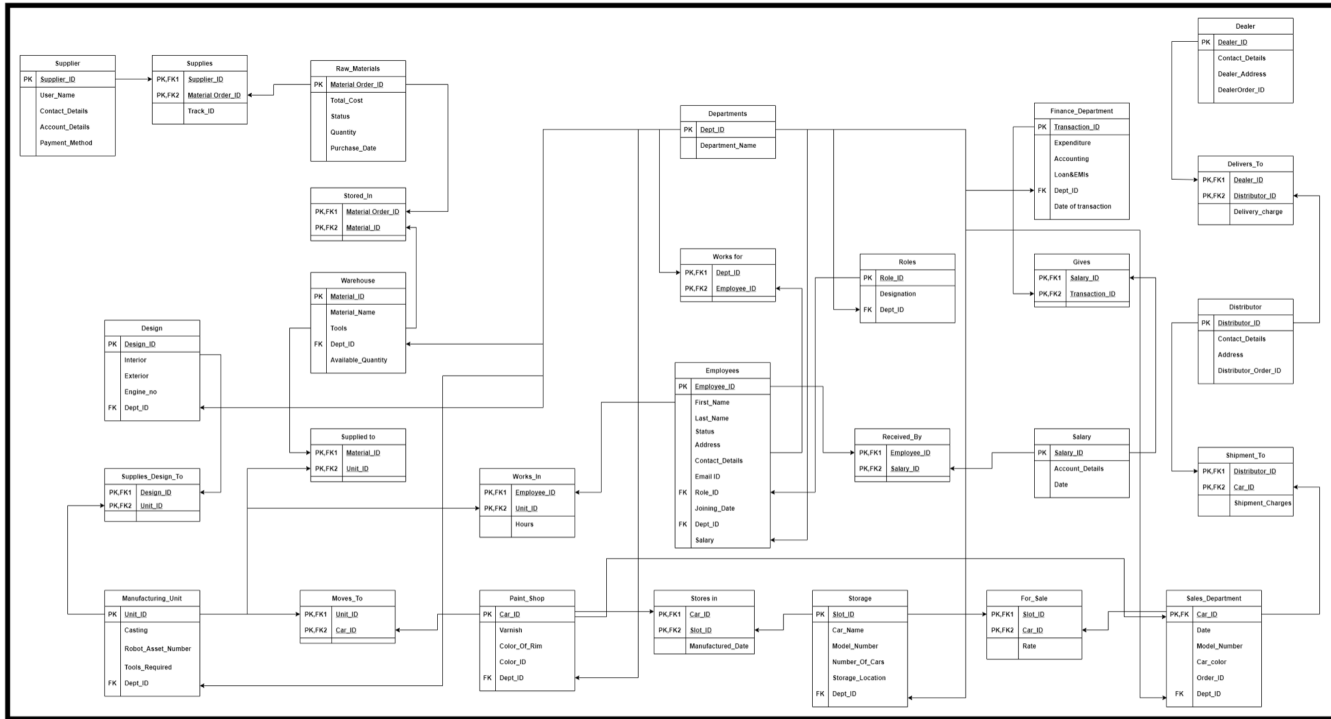 Supplier
PK Supplier_ID
User_Name
Contact_Details
Account_Details
Payment_Method
Supplies
PK,FK1 Supplier_ID
PK,FK2 Material Order_ID
Track_ID
Raw_Materials
PK Material Order_ID
Total_Cost
Status
Quantity
Purchase_Date
Stored_In
PK,FK1 Material Order_ID
PK,FK2 Material_ID
Warehouse
PK Material_ID
Material_Name
Tools
FK Dept_ID
Available_Quantity
Design
PK Design_ID
Interior
Exterior
Engine_no
FK Dept_ID
Supplied to
PK,FK1 Material_ID
PK,FK2 Unit_ID
Supplies_Design_To
PK,FK1 Design_ID
PK,FK2 Unit_ID
Works_In
PK,FK1 Employee_ID
PK,FK2 Unit_ID
Hours
Manufacturing_Unit
PK Unit_ID
Casting
Robot_Asset_Number
Tools_Required
FK Dept_ID
Moves_To
PK,FK1 Unit_ID
PK,FK2 Car_ID
Paint_Shop
PK Car_ID
Varnish
Color_Of_Rim
Color_ID
FK Dept_ID
Departments
PK Dept_ID
Department_Name
Works for
PK,FK1 Dept_ID
PK,FK2 Employee_ID
Roles
PK Role_ID
Designation
FK Dept_ID
Employees
PK Employee_ID
First_Name
Last_Name
Status
Address
Contact_Details
Email ID
FK Role_ID
Joining_Date
FK Dept_ID
Salary
Received_By
PK,FK1 Employee_ID
PK,FK2 Salary_ID
Stores in
PK,FK1 Car_ID
PK,FK2 Slot_ID
Manufactured_Date
Storage
PK Slot_ID
Car_Name
Model_Number
Number_Of_Cars
Storage_Location
FK Dept_ID
Finance_Department
PK Transaction_ID
Expenditure
Accounting
Loan&EMIs
FK Dept_ID
Date of transaction
Gives
PK,FK1 Salary_ID
PK,FK2 Transaction_ID
Salary
PK Salary_ID
Account_Details
Date
For_Sale
PK,FK1 Slot_ID
PK,FK2 Car_ID
Rate
Dealer
PK Dealer_ID
Contact_Details
Dealer_Address
DealerOrder_ID
Delivers_To
PK,FK1 Dealer_ID
PK,FK2 Distributor_ID
Delivery_charge
Distributor
PK Distributor_ID
Contact_Details
Address
Distributor_Order_ID
Shipment_To
PK,FK1 Distributor_ID
PK,FK2 Car_ID
Shipment_Charges
Sales_Department
PK,FK Car_ID
Date
Model_Number
Car_color
Order_ID
FK Dept_ID